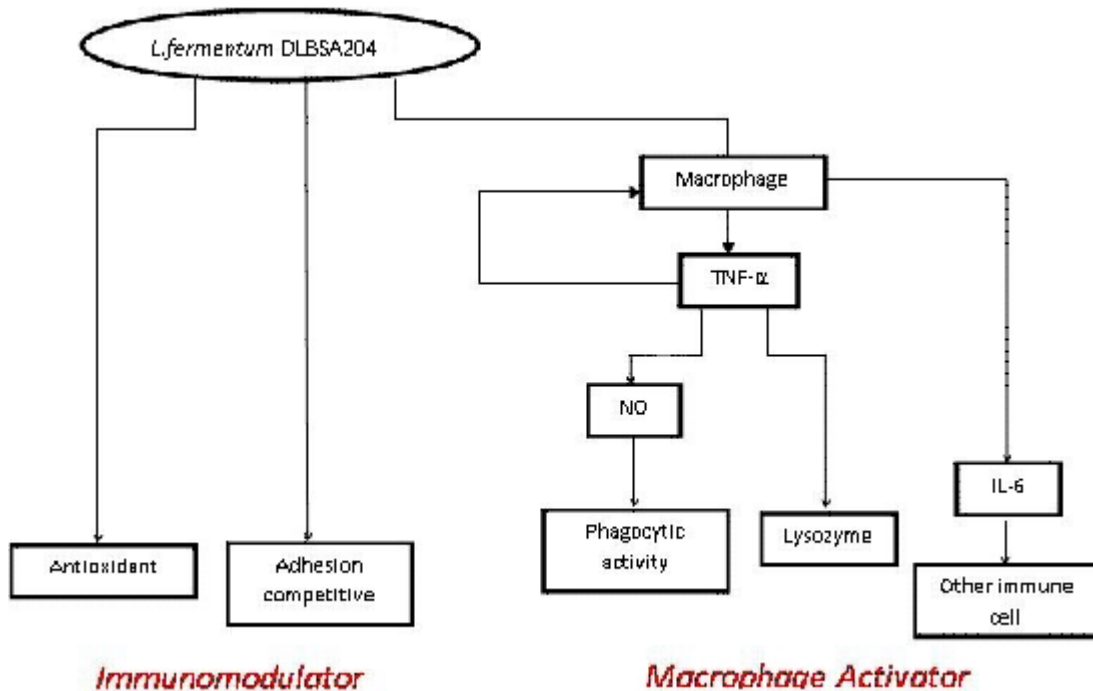 L.fermentum DLBSA204
Macrophage
TNF-α
NO
IL-6
Phagocytic
activity
Lysozyme
Antioxidant
Adhesion
competitive
Other immune
cell
Immunomodulator
Macrophage Activator